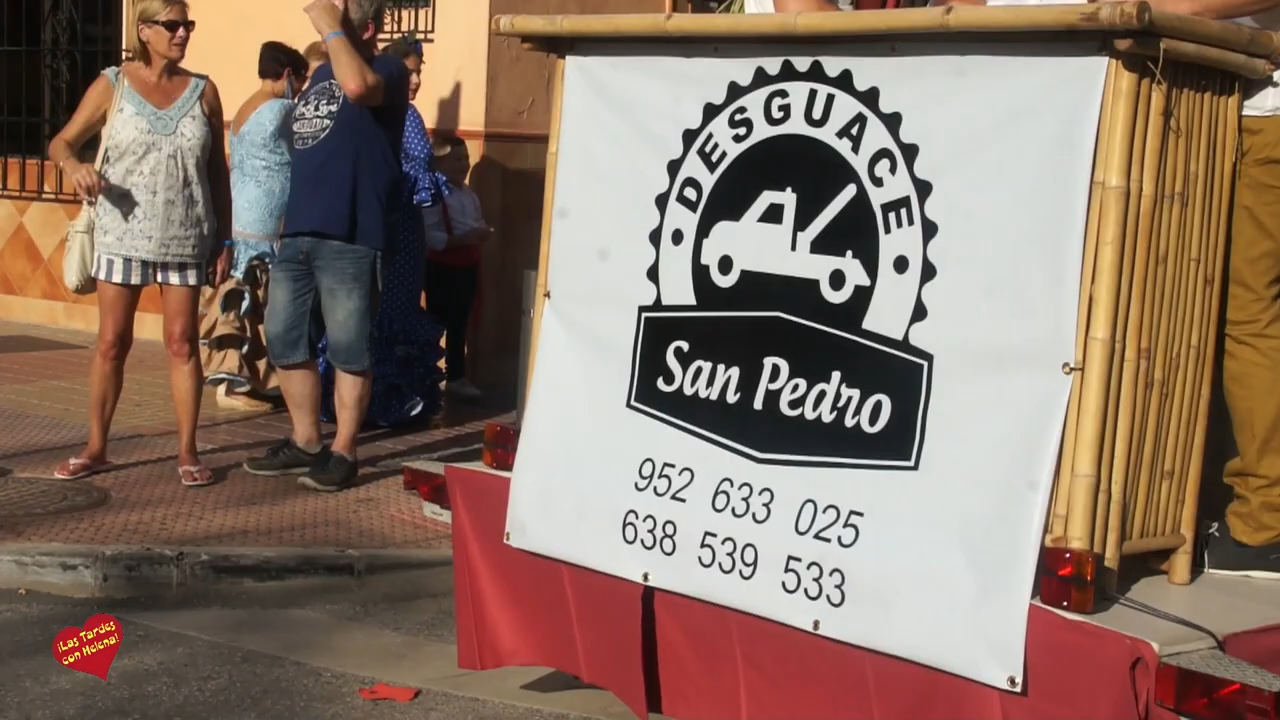 DESGUACE
San Pedro
952 633 025
638 539 533
¡Las Tardes
con Helena!